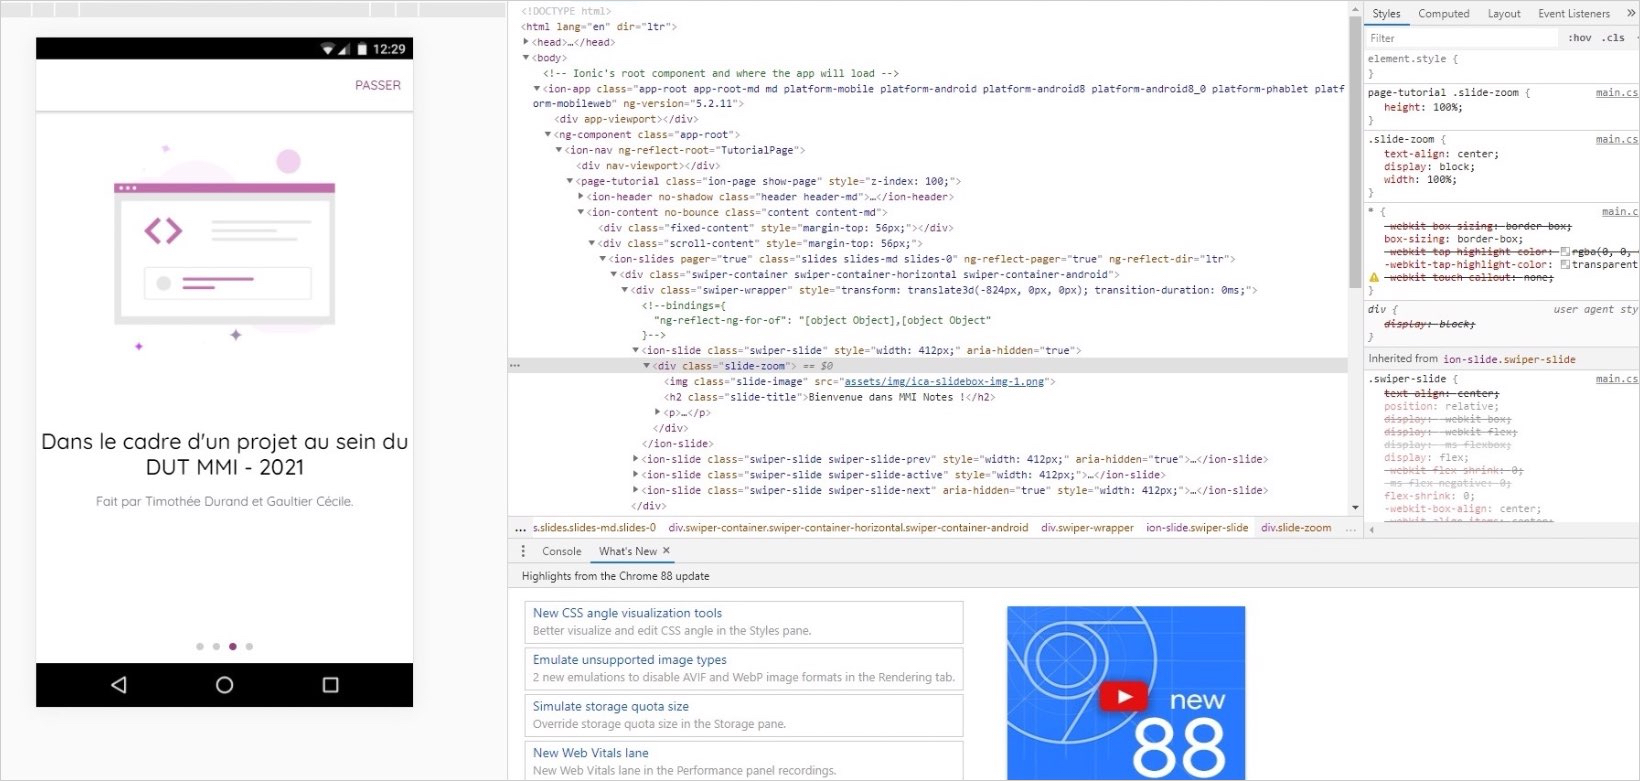 12:29
PASSER
Dans le cadre d'un projet au sein du
DUT MMI - 2021
Fait par Timothée Durand et Gaultier Cécile.
<!DOCTYPE html>
<html lang="en" dir="ltr">
<head>…</head>
<body>
<!-- Ionic's root component and where the app will load -->
<ion-app class="app-root app-root-md md platform-mobile platform-android platform-android8 platform-android8_0 platform-phablet platf
orm-mobileweb" ng-version="5.2.11">
<div app-viewport></div>
<ng-component class="app-root">
<ion-nav ng-reflect-root="TutorialPage">
<div nav-viewport></div>
<page-tutorial class="ion-page show-page" style="z-index: 100;">
<ion-header no-shadow class="header header-md">…</ion-header>
<ion-content no-bounce class="content content-md">
<div class="fixed-content" style="margin-top: 56px;"></div>
<div class="scroll-content" style="margin-top: 56px;">
<ion-slides pager="true" class="slides slides-md slides-0" ng-reflect-pager="true" ng-reflect-dir="ltr">
<div class="swiper-container swiper-container-horizontal swiper-container-android">
<div class="swiper-wrapper" style="transform: translate3d(-824px, 0px, 0px); transition-duration: 0ms;">
<!--bindings={
"ng-reflect-ng-for-of": "[object Object],[object Object"
}-->
<ion-slide class="swiper-slide" style="width: 412px;" aria-hidden="true">
… <div class="slide-zoom"> == $0
<img class="slide-image" src="assets/img/ica-slidebox-img-1.png">
<h2 class="slide-title">Bienvenue dans MMI Notes !</h2>
<p>…</p>
</div>
</ion-slide>
<ion-slide class="swiper-slide swiper-slide-prev" style="width: 412px;" aria-hidden="true">…</ion-slide>
<ion-slide class="swiper-slide swiper-slide-active" style="width: 412px;">…</ion-slide>
<ion-slide class="swiper-slide swiper-slide-next" aria-hidden="true" style="width: 412px;">…</ion-slide>
</div>
… s.slides.slides-md.slides-0 div.swiper-container.swiper-container-horizontal.swiper-container-android div.swiper-wrapper ion-slide.swiper-slide div.slide-zoom …
Styles Computed Layout Event Listeners »
Filter :hov .cls
element.style {
}
page-tutorial .slide-zoom { main.cs
height: 100%;
}
.slide-zoom { main.cs
text-align: center;
display: block;
width: 100%;
}
* { main.c
-webkit-box-sizing: border-box;
box-sizing: border-box;
-webkit-tap-highlight-color: rgba(0, 0,
-webkit-tap-highlight-color: transparent
-webkit-touch-callout: none;
}
div { user agent sty
display: block;
}
Inherited from ion-slide.swiper-slide
.swiper-slide { main.cs
text-align: center;
position: relative;
display: -webkit-box;
display: -webkit-flex;
display: -ms-flexbox;
display: flex;
-webkit-flex-shrink: 0;
-ms-flex-negative: 0;
flex-shrink: 0;
-webkit-box-align: center;
-webkit-align-items: center;
Console What's New ×
Highlights from the Chrome 88 update
New CSS angle visualization tools
Better visualize and edit CSS angle in the Styles pane.
Emulate unsupported image types
2 new emulations to disable AVIF and WebP image formats in the Rendering tab.
Simulate storage quota size
Override storage quota size in the Storage pane.
New Web Vitals lane
New Web Vitals lane in the Performance panel recordings.
new
88